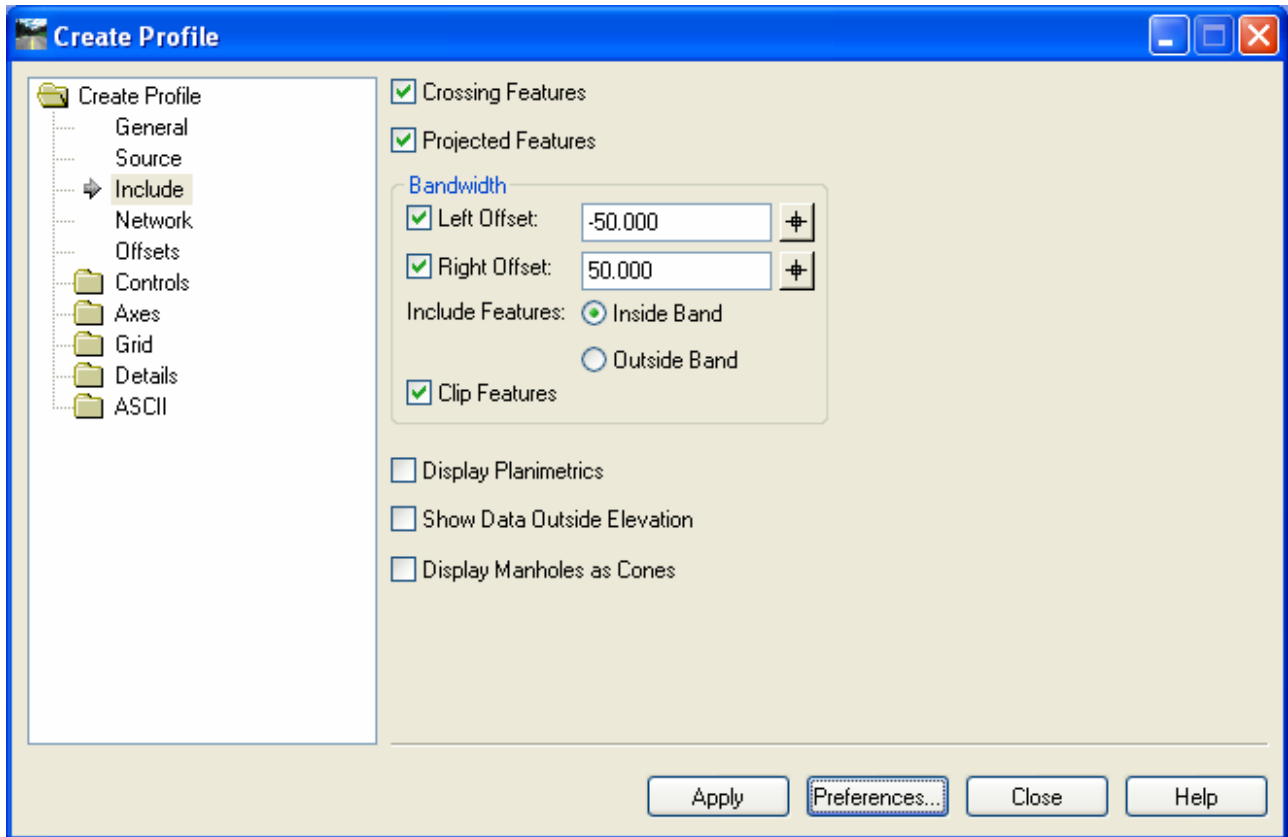 Create Profile
Create Profile
General
Source
Include
Network
Offsets
Controls
Axes
Grid
Details
ASCII
Crossing Features
Projected Features
Bandwidth
Left Offset: -50.000
Right Offset: 50.000
Include Features: Inside Band
Outside Band
Clip Features
Display Planimetrics
Show Data Outside Elevation
Display Manholes as Cones
Apply Preferences... Close Help